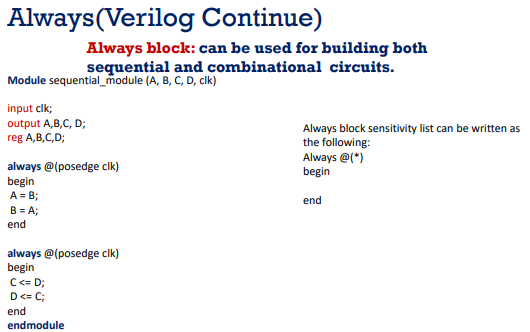 Always(Verilog Continue)
Always block: can be used for building both
sequential and combinational circuits.
Module sequential_module (A, B, C, D, clk)
input clk;
output A,B,C, D;
reg A,B,C,D;
always @(posedge clk)
begin
A = B;
B = A;
end
always @(posedge clk)
begin
C <= D;
D <= C;
end
endmodule
Always block sensitivity list can be written as
the following:
Always @(*)
begin
end